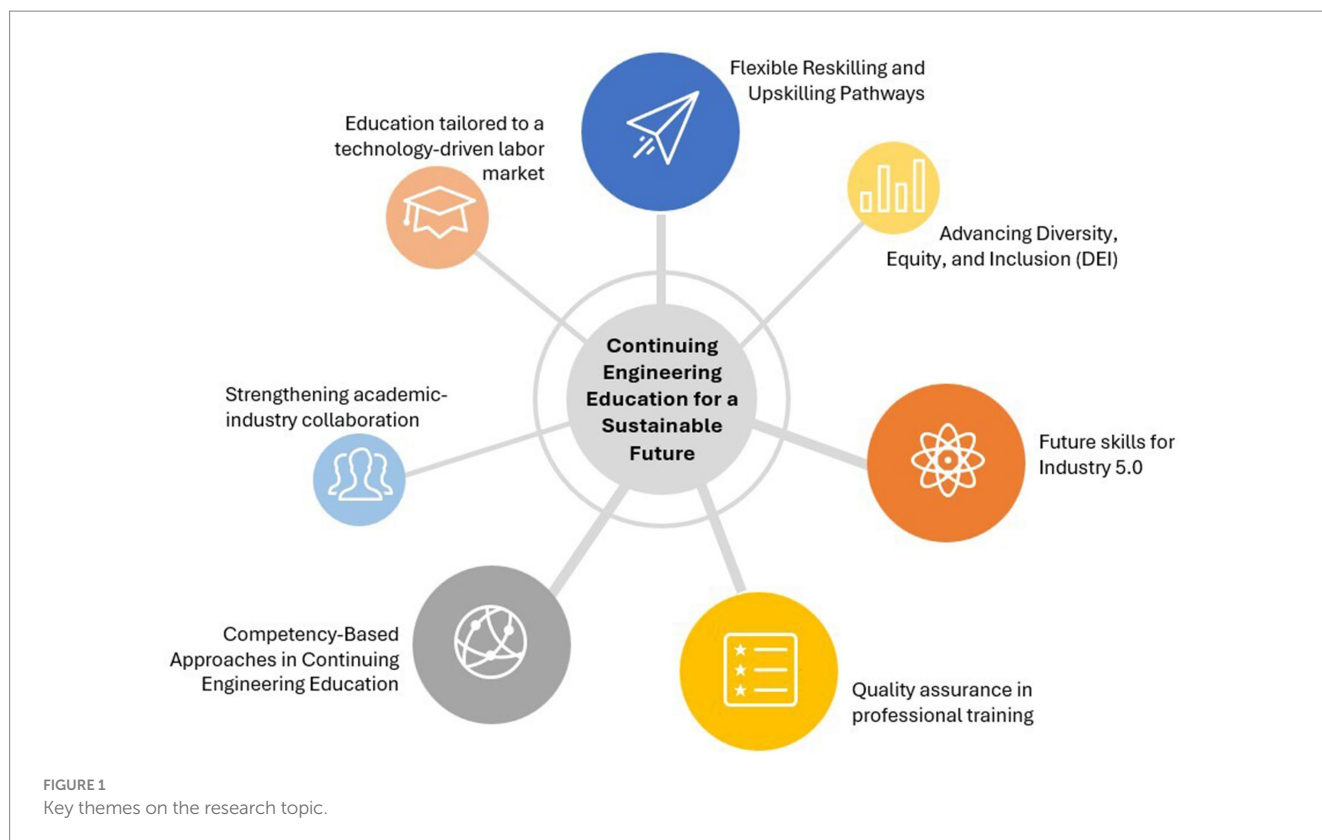 Flexible Reskilling and
Upskilling Pathways
Education tailored to a
technology-driven labor
market
Advancing Diversity,
Equity, and Inclusion (DEI)
Continuing
Engineering
Education for a
Sustainable
Future
Strengthening academic-
industry collaboration
Future skills for
Industry 5.0
Competency-Based
Approaches in Continuing
Engineering Education
Quality assurance in
professional training
FIGURE 1
Key themes on the research topic.